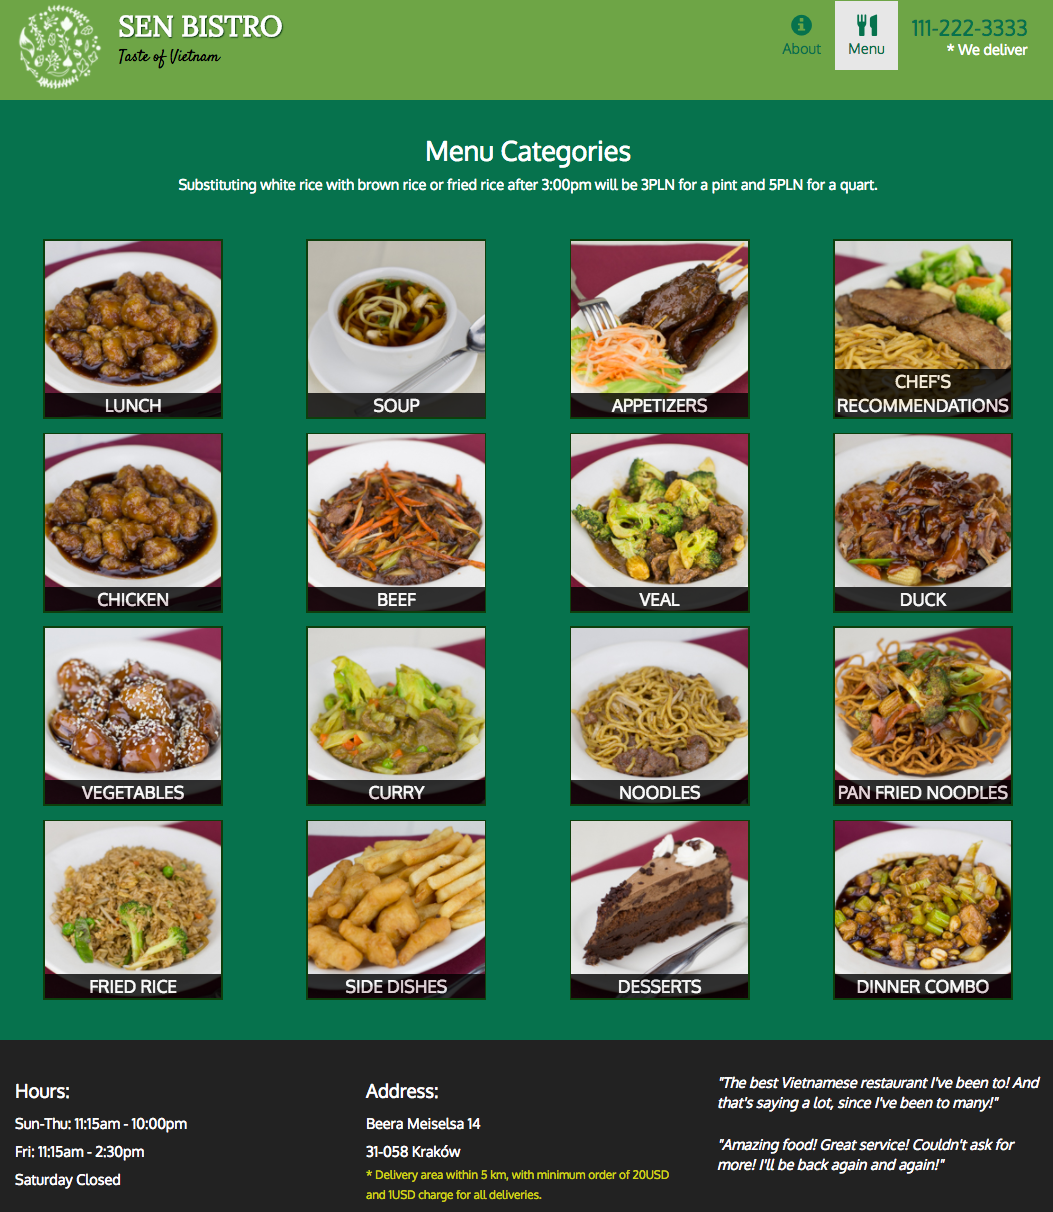 SEN BISTRO
Taste of Vietnam
About
Menu
111-222-3333
* We deliver
Menu Categories
Substituting white rice with brown rice or fried rice after 3:00pm will be 3PLN for a pint and 5PLN for a quart.
LUNCH
SOUP
APPETIZERS
CHEF'S
RECOMMENDATIONS
CHICKEN
BEEF
VEAL
DUCK
VEGETABLES
CURRY
NOODLES
PAN FRIED NOODLES
FRIED RICE
SIDE DISHES
DESSERTS
DINNER COMBO
Hours:
Sun-Thu: 11:15am - 10:00pm
Fri: 11:15am - 2:30pm
Saturday Closed
Address:
Beera Meiselsa 14
31-058 Kraków
* Delivery area within 5 km, with minimum order of 20USD
and 1USD charge for all deliveries.
"The best Vietnamese restaurant I've been to! And
that's saying a lot, since I've been to many!"
"Amazing food! Great service! Couldn't ask for
more! I'll be back again and again!"